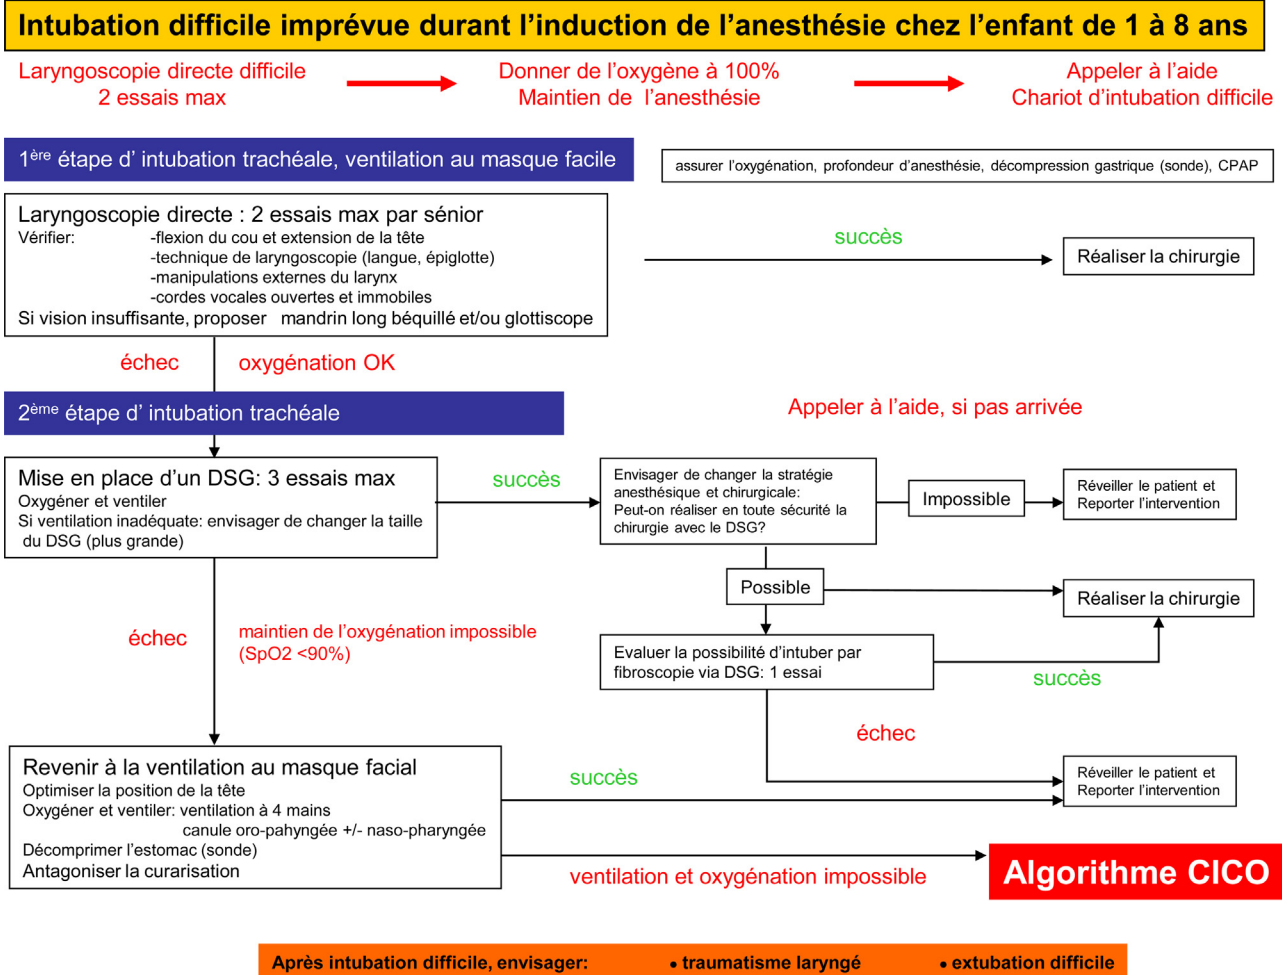 Intubation difficile imprévue durant l'induction de l'anesthésie chez l'enfant de 1 à 8 ans
Laryngoscopie directe difficile
2 essais max
Donner de l'oxygène à 100%
Maintien de l'anesthésie
Appeler à l'aide
Chariot d'intubation difficile
1ère étape d' intubation trachéale, ventilation au masque facile
assurer l'oxygénation, profondeur d'anesthésie, décompression gastrique (sonde), CPAP
Laryngoscopie directe : 2 essais max par sénior
Vérifier: -flexion du cou et extension de la tête
-technique de laryngoscopie (langue, épiglotte)
-manipulations externes du larynx
-cordes vocales ouvertes et immobiles
Si vision insuffisante, proposer mandrin long béquillé et/ou glottiscope
succès
Réaliser la chirurgie
échec
oxygénation OK
2ème étape d' intubation trachéale
Appeler à l'aide, si pas arrivée
Mise en place d'un DSG: 3 essais max
Oxygéner et ventiler
Si ventilation inadéquate: envisager de changer la taille
du DSG (plus grande)
succès
Envisager de changer la stratégie
anesthésique et chirurgicale:
Peut-on réaliser en toute sécurité la
chirurgie avec le DSG?
Impossible
Réveiller le patient et
Reporter l'intervention
Possible
Réaliser la chirurgie
échec
maintien de l'oxygénation impossible
(SpO2 <90%)
Evaluer la possibilité d'intuber par
fibroscopie via DSG: 1 essai
succès
échec
Revenir à la ventilation au masque facial
Optimiser la position de la tête
Oxygéner et ventiler: ventilation à 4 mains
canule oro-pahyngée +/- naso-pharyngée
Décomprimer l'estomac (sonde)
Antagoniser la curarisation
succès
Réveiller le patient et
Reporter l'intervention
ventilation et oxygénation impossible
Algorithme CICO
Après intubation difficile, envisager: • traumatisme laryngé • extubation difficile